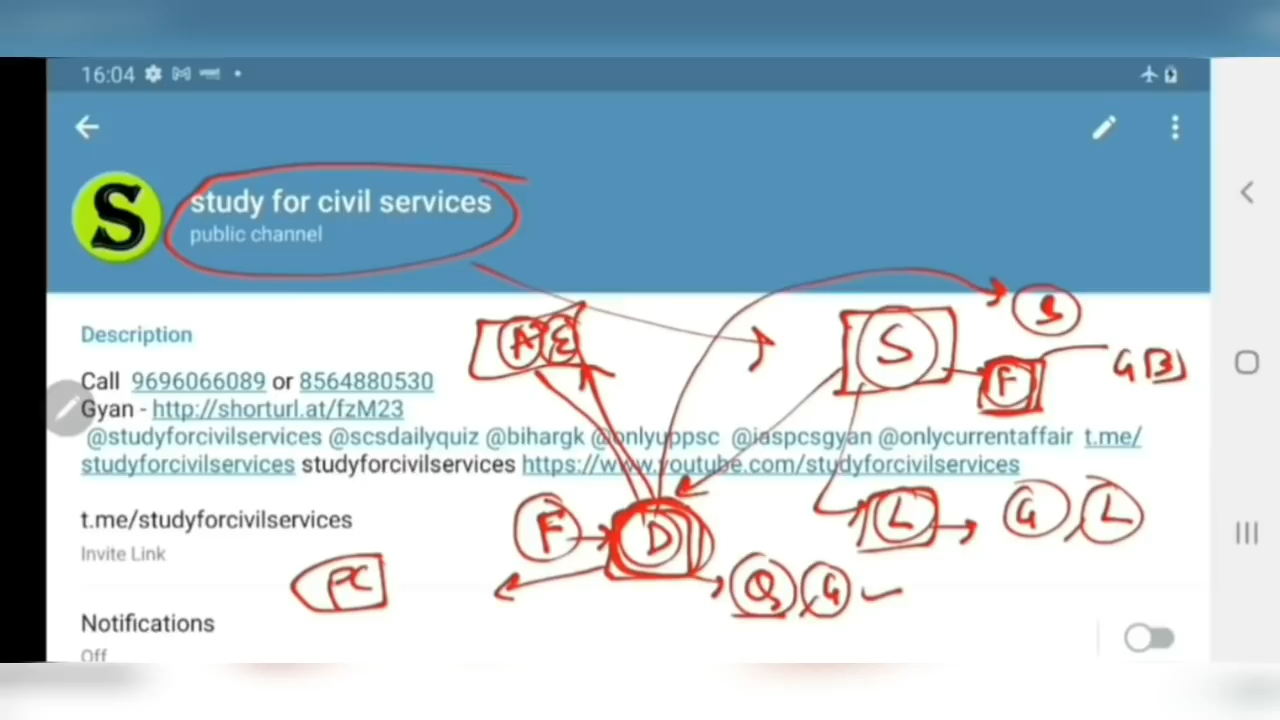 16:04
S
study for civil services
public channel
Description
Call 9696066089 or 8564880530
Gyan - http://shorturl.at/fzM23
@studyforcivilservices @scsdailyquiz @bihargk @onlyuppsc @iaspcsgyan @onlycurrentaffair t.me/
studyforcivilservices studyforcivilservices https://www.youtube.com/studyforcivilservices
t.me/studyforcivilservices
Invite Link
Notifications
Off
A E
S
S
F
G B
F
D
L
G, L
PC
Q, G